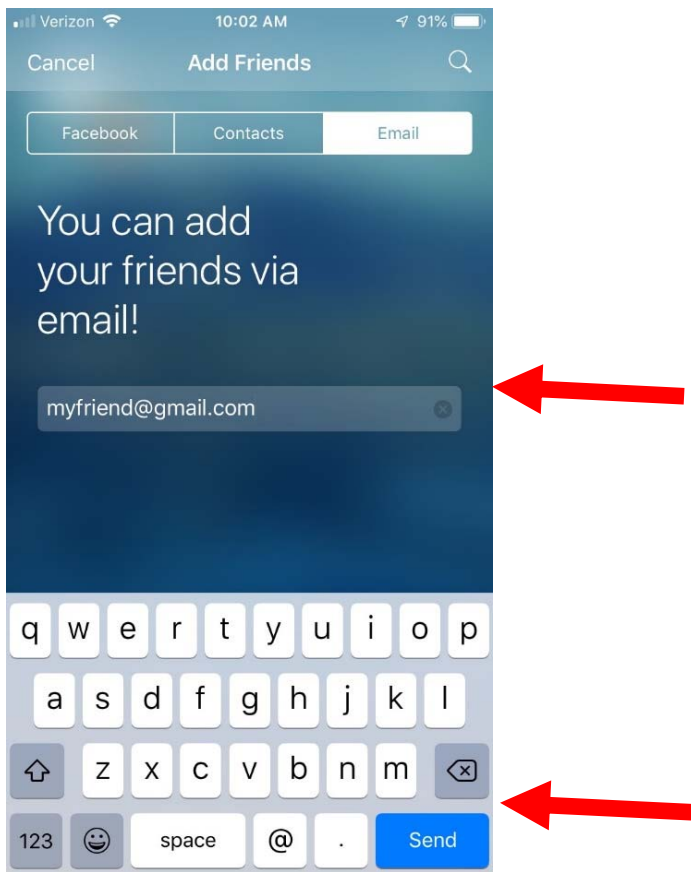 Verizon 10:02 AM 91%
Cancel Add Friends
Facebook Contacts Email
You can add
your friends via
email!
myfriend@gmail.com
q w e r t y u i o p
a s d f g h j k l
z x c v b n m
123 space @ . Send